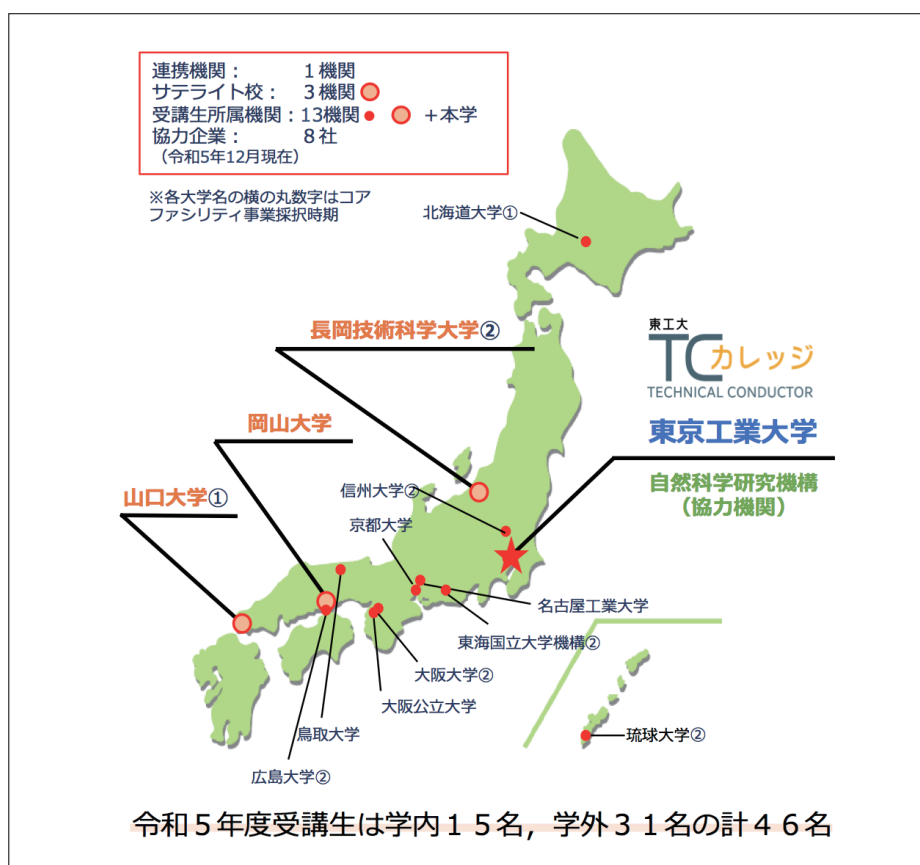 連携機関：　　　１機関
サテライト校：　３機関
受講生所属機関：13機関　＋本学
協力企業：　　　８社
（令和5年12月現在）
※各大学名の横の丸数字はコア
ファシリティ事業採択時期
北海道大学①
長岡技術科学大学②
東工大
TCカレッジ
TECHNICAL CONDUCTOR
東京工業大学
自然科学研究機構
（協力機関）
岡山大学
信州大学②
山口大学①
京都大学
名古屋工業大学
東海国立大学機構②
大阪大学②
大阪公立大学
鳥取大学
琉球大学②
広島大学②
令和５年度受講生は学内１５名，学外３１名の計４６名